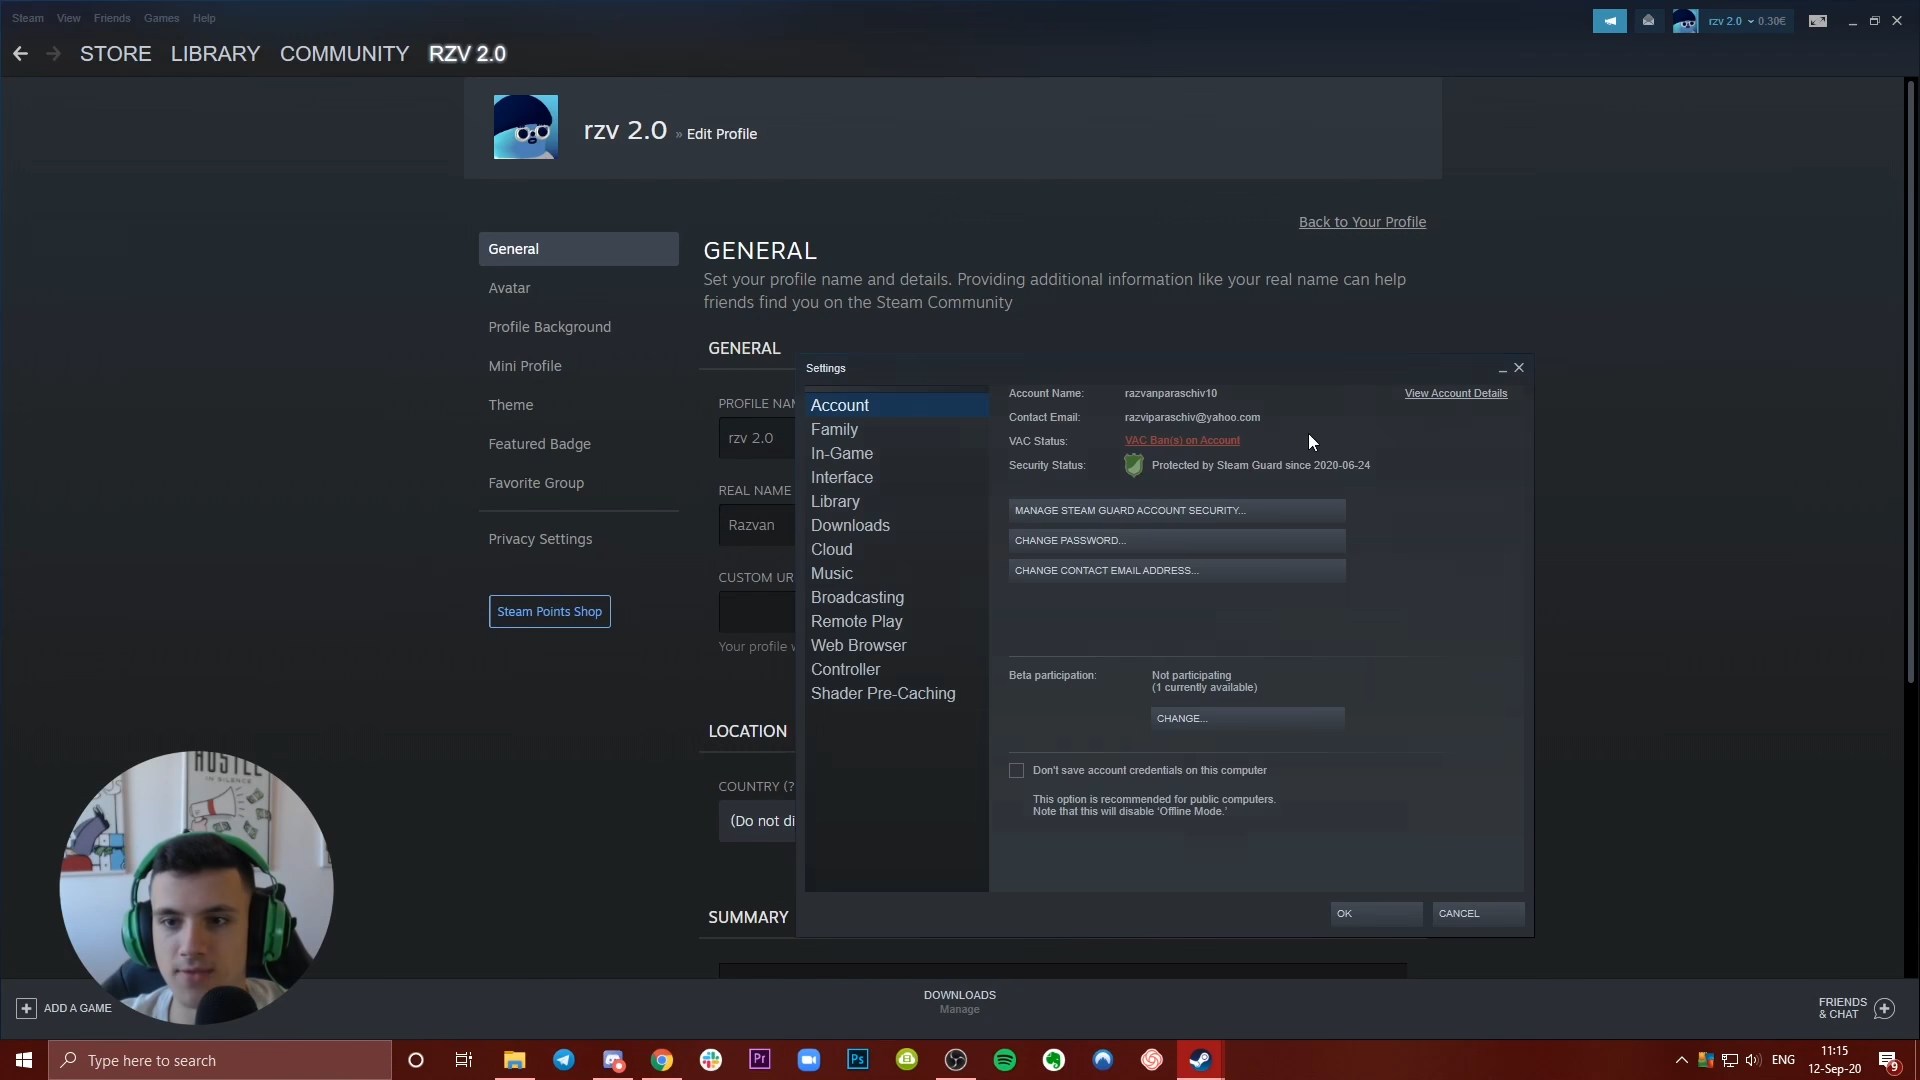 Steam View Friends Games Help
rzv 2.0 0.30€
STORE LIBRARY COMMUNITY RZV 2.0
rzv 2.0 » Edit Profile
Back to Your Profile
General
Avatar
Profile Background
Mini Profile
Theme
Featured Badge
Favorite Group
Privacy Settings
Steam Points Shop
GENERAL
Set your profile name and details. Providing additional information like your real name can help
friends find you on the Steam Community
GENERAL
PROFILE NAM
rzv 2.0
REAL NAME
Razvan
CUSTOM UR
Your profile w
LOCATION
COUNTRY (?
(Do not di
SUMMARY
Settings
Account
Family
In-Game
Interface
Library
Downloads
Cloud
Music
Broadcasting
Remote Play
Web Browser
Controller
Shader Pre-Caching
Account Name: razvanparaschiv10 View Account Details
Contact Email: razviparaschiv@yahoo.com
VAC Status: VAC Ban(s) on Account
Security Status: Protected by Steam Guard since 2020-06-24
MANAGE STEAM GUARD ACCOUNT SECURITY...
CHANGE PASSWORD...
CHANGE CONTACT EMAIL ADDRESS...
Beta participation: Not participating
(1 currently available)
CHANGE...
Don't save account credentials on this computer
This option is recommended for public computers.
Note that this will disable 'Offline Mode.'
OK CANCEL
HUSTLE
IN SILENCE
ADD A GAME
DOWNLOADS
Manage
FRIENDS
& CHAT
Type here to search
Pr
Ps
ENG
11:15
12-Sep-20
9